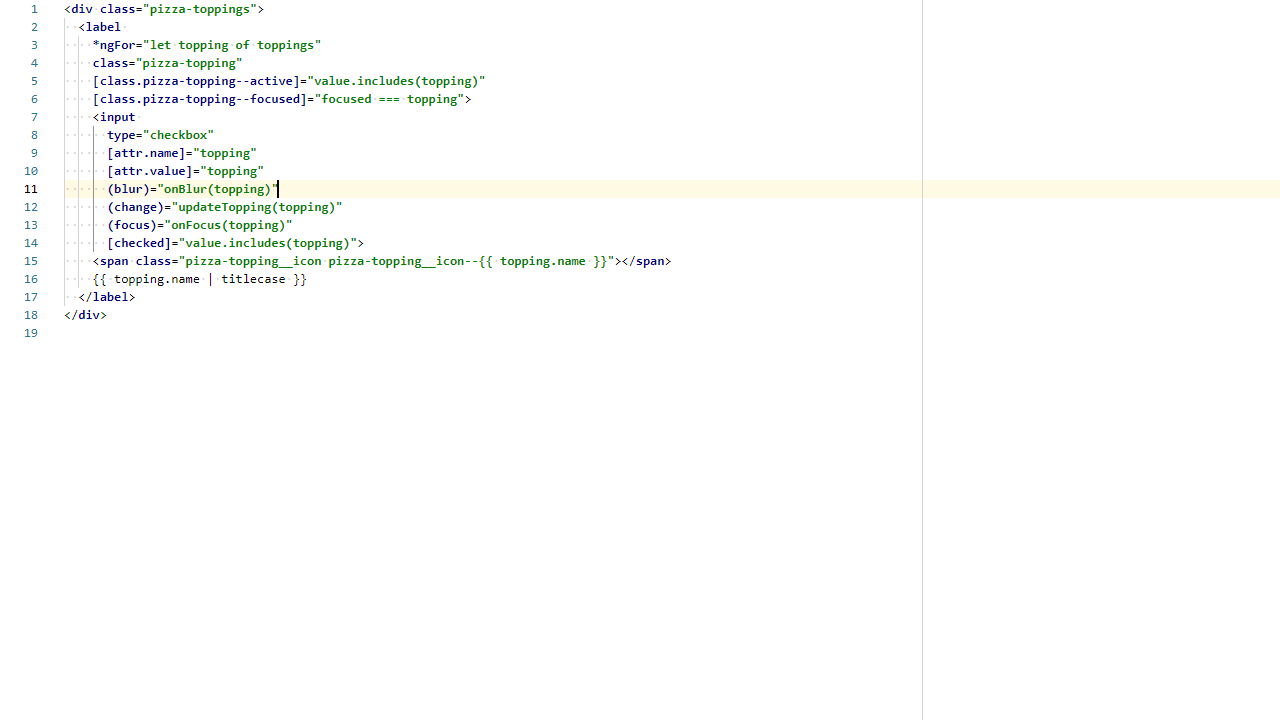 1 <div class="pizza-toppings">
2   <label
3     *ngFor="let topping of toppings"
4     class="pizza-topping"
5     [class.pizza-topping--active]="value.includes(topping)"
6     [class.pizza-topping--focused]="focused === topping">
7     <input
8       type="checkbox"
9       [attr.name]="topping"
10       [attr.value]="topping"
11       (blur)="onBlur(topping)"
12       (change)="updateTopping(topping)"
13       (focus)="onFocus(topping)"
14       [checked]="value.includes(topping)">
15     <span class="pizza-topping__icon pizza-topping__icon--{{ topping.name }}"></span>
16     {{ topping.name | titlecase }}
17   </label>
18 </div>
19